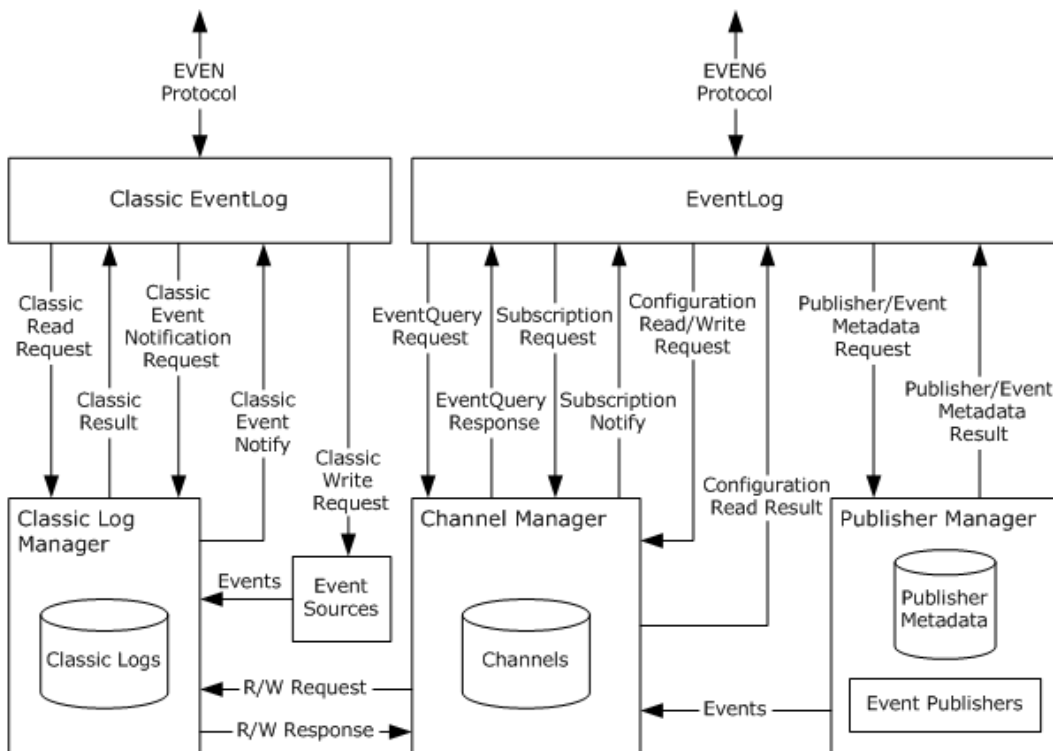 EVEN
Protocol
EVEN6
Protocol
Classic EventLog
EventLog
Classic
Read
Request
Classic
Result
Classic
Event
Notification
Request
Classic
Event
Notify
Classic
Write
Request
EventQuery
Request
EventQuery
Response
Subscription
Request
Subscription
Notify
Configuration
Read/Write
Request
Configuration
Read Result
Publisher/Event
Metadata
Request
Publisher/Event
Metadata
Result
Classic Log
Manager
Classic Logs
Events
Event
Sources
R/W Request
R/W Response
Channel Manager
Channels
Events
Publisher Manager
Publisher
Metadata
Event Publishers